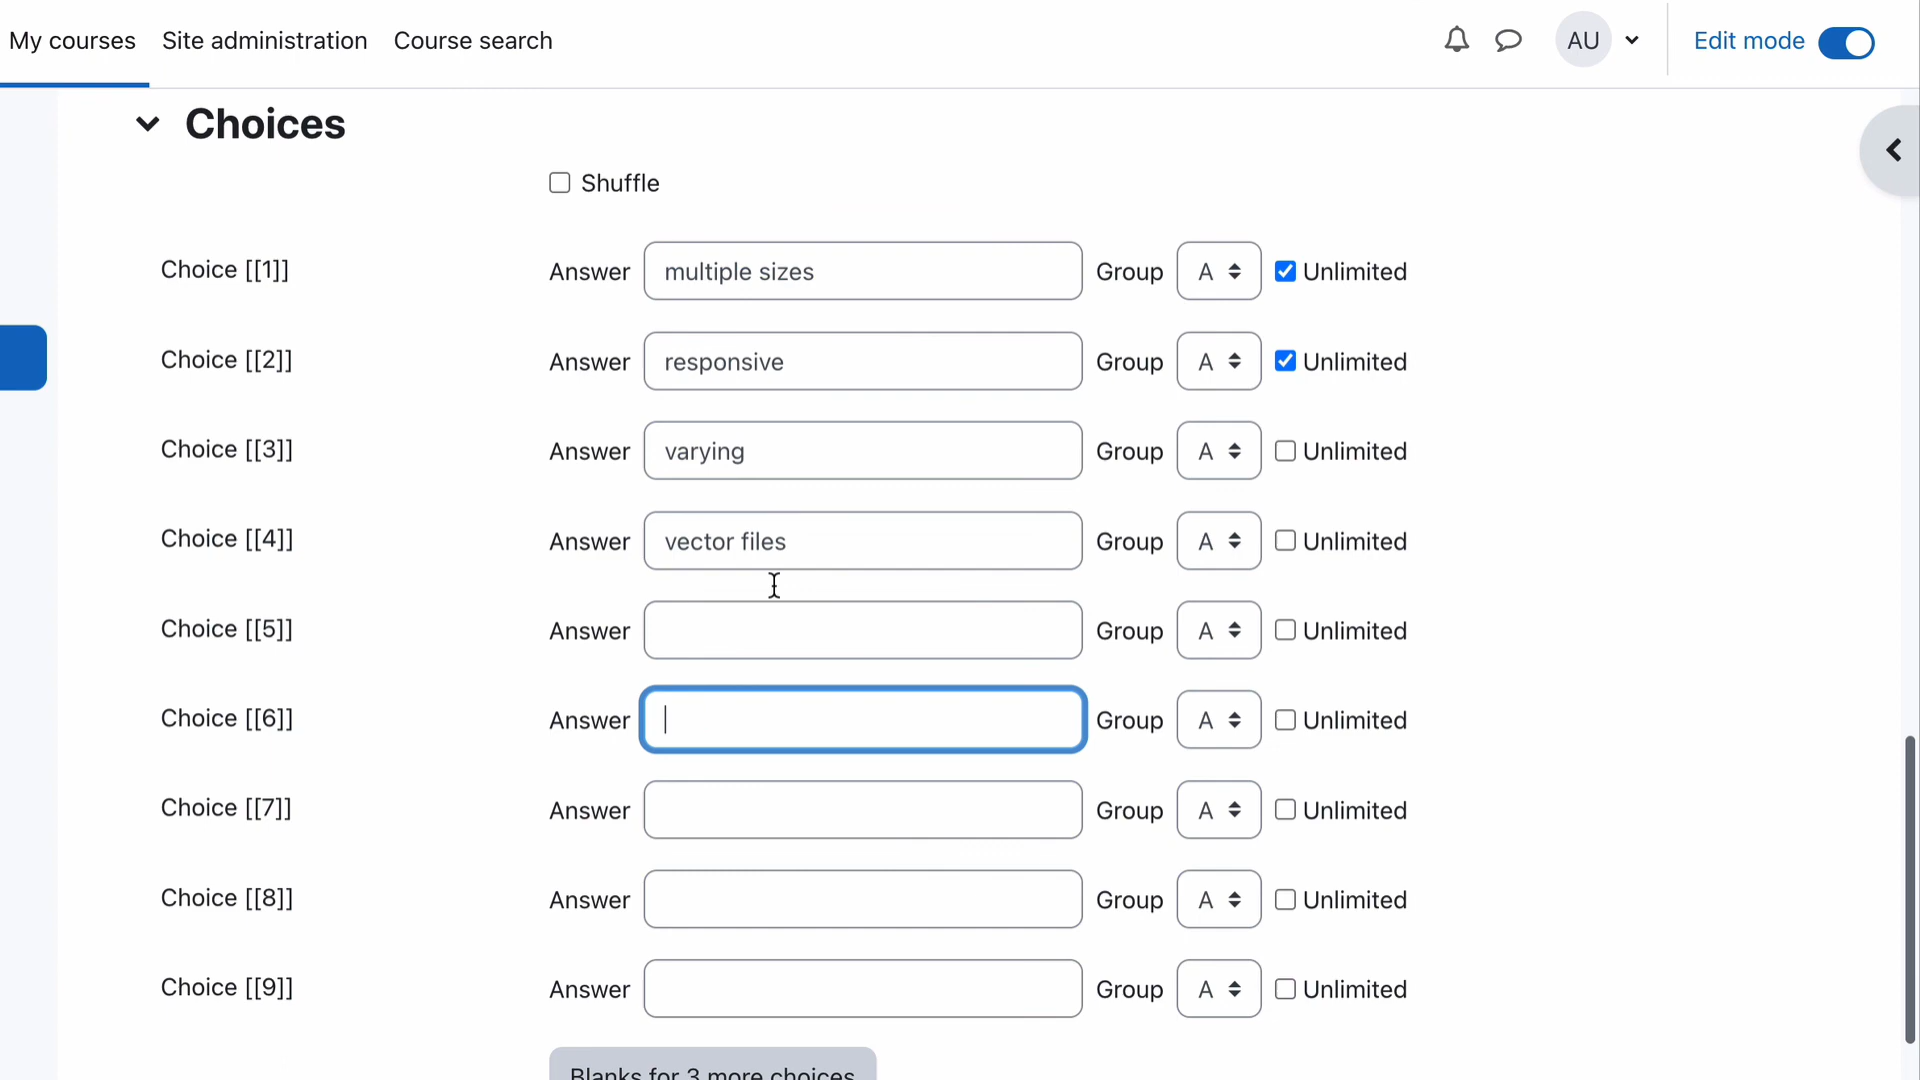 My courses Site administration Course search AU Edit mode
Choices
Shuffle
Choice [[1]] Answer multiple sizes Group A Unlimited
Choice [[2]] Answer responsive Group A Unlimited
Choice [[3]] Answer varying Group A Unlimited
Choice [[4]] Answer vector files Group A Unlimited
Choice [[5]] Answer Group A Unlimited
Choice [[6]] Answer Group A Unlimited
Choice [[7]] Answer Group A Unlimited
Choice [[8]] Answer Group A Unlimited
Choice [[9]] Answer Group A Unlimited
Blanks for 3 more choices